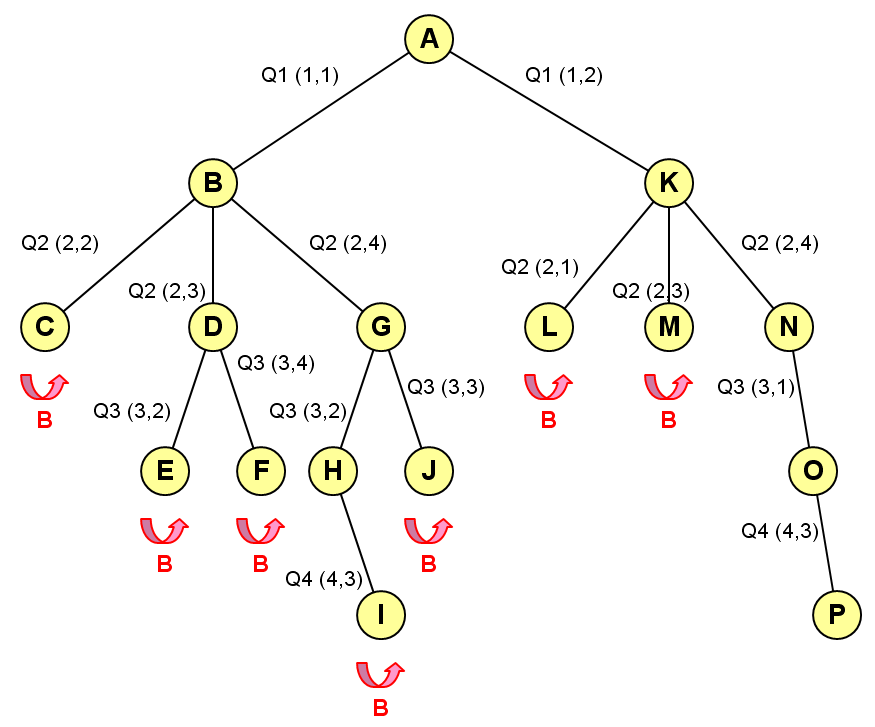 A
Q1 (1,1)
Q1 (1,2)
B
K
Q2 (2,2)
Q2 (2,4)
Q2 (2,4)
Q2 (2,1)
Q2 (2,3)
Q2 (2,3)
C
D
G
L
M
N
Q3 (3,4)
Q3 (3,3)
Q3 (3,1)
Q3 (3,2)
Q3 (3,2)
B
B
B
E
F
H
J
O
Q4 (4,3)
B
B
B
Q4 (4,3)
I
P
B